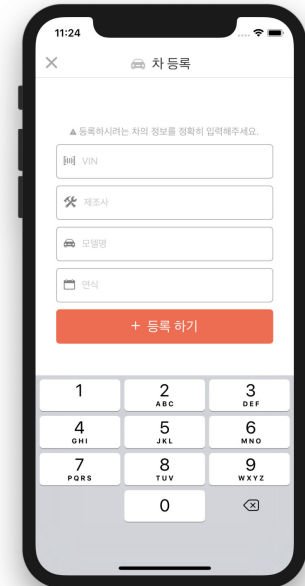 11:24
차 등록
▲ 등록하시려는 차의 정보를 정확히 입력해주세요.
VIN
제조사
모델명
연식
+ 등록 하기
1 2 3
ABC DEF
4 5 6
GHI JKL MNO
7 8 9
PQRS TUV WXYZ
0